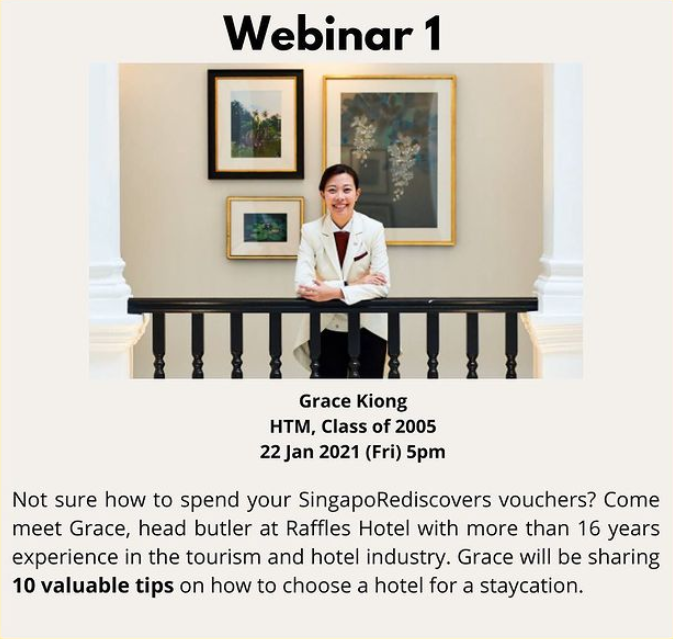 Webinar 1
Grace Kiong
HTM, Class of 2005
22 Jan 2021 (Fri) 5pm
Not sure how to spend your SingapoRediscovers vouchers? Come
meet Grace, head butler at Raffles Hotel with more than 16 years
experience in the tourism and hotel industry. Grace will be sharing
10 valuable tips on how to choose a hotel for a staycation.